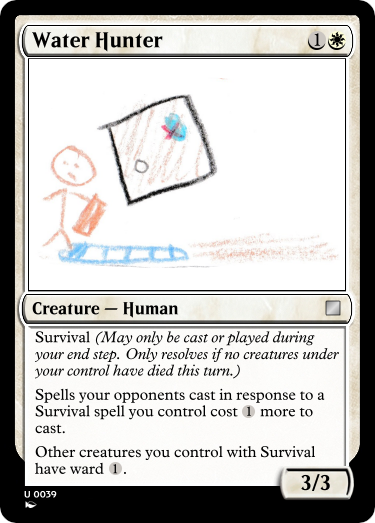 Water Hunter 1
Creature — Human
Survival (May only be cast or played during
your end step. Only resolves if no creatures under
your control have died this turn.)
Spells your opponents cast in response to a
Survival spell you control cost 1 more to
cast.
Other creatures you control with Survival
have ward 1.
3/3
U 0039